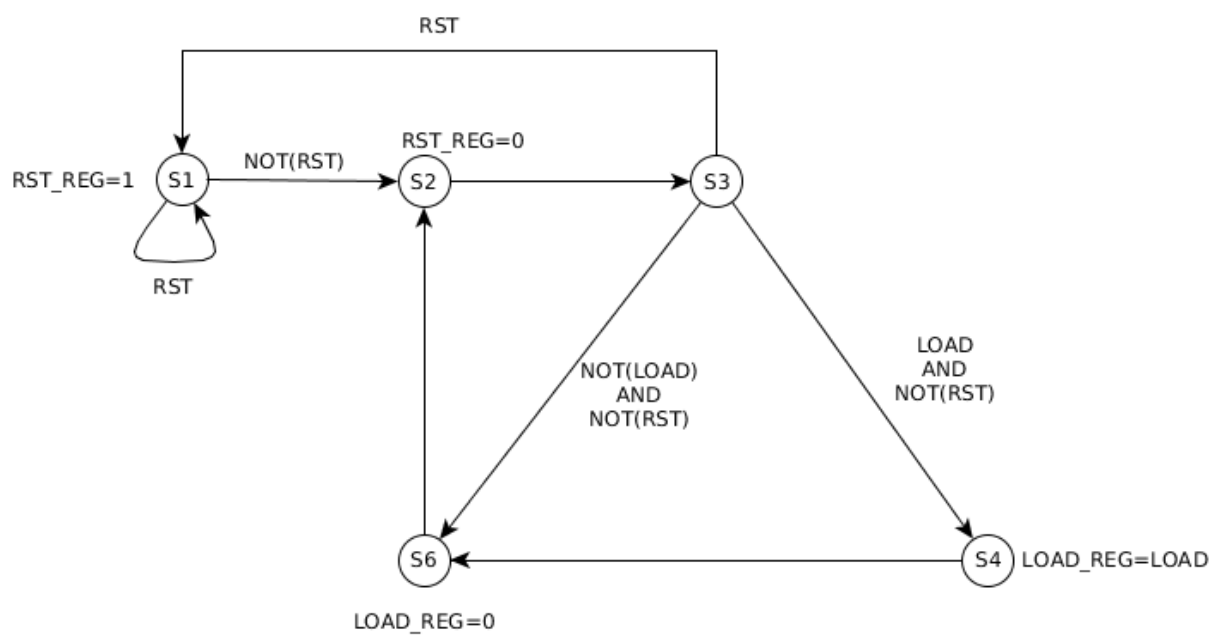 RST
RST_REG=0
NOT(RST)
RST_REG=1
S1
S2
S3
RST
LOAD
AND
NOT(RST)
NOT(LOAD)
AND
NOT(RST)
S6
S4
LOAD_REG=LOAD
LOAD_REG=0